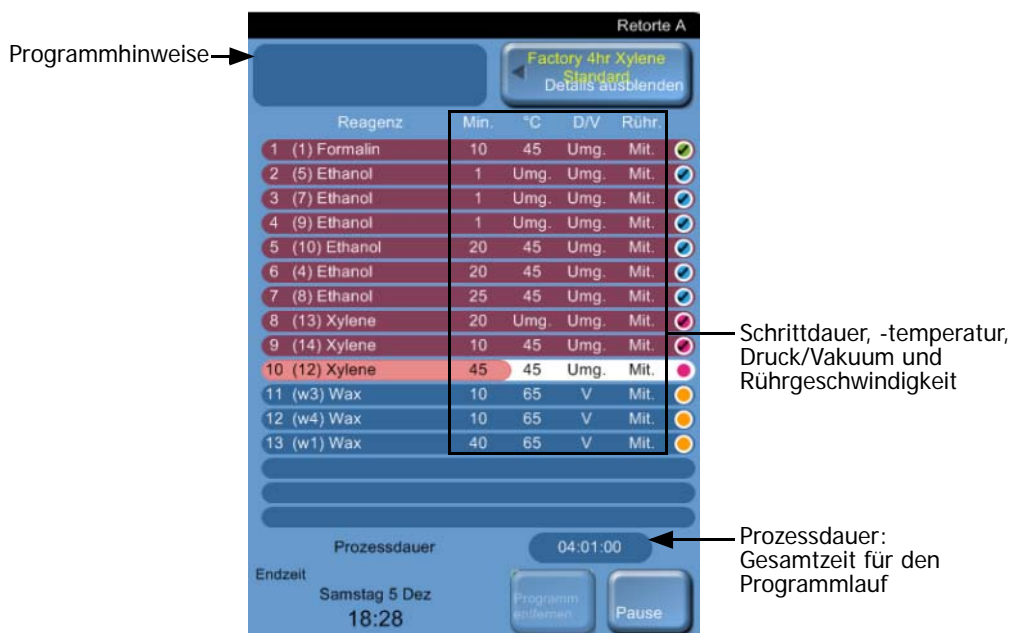 Retorte A
Programmhinweise
Factory 4hr Xylene
Standard
Details ausblenden
Reagenz Min. °C D/V Rühr.
1 (1) Formalin 10 45 Umg. Mit.
2 (5) Ethanol 1 Umg. Umg. Mit.
3 (7) Ethanol 1 Umg. Umg. Mit.
4 (9) Ethanol 1 Umg. Umg. Mit.
5 (10) Ethanol 20 45 Umg. Mit.
6 (4) Ethanol 20 45 Umg. Mit.
7 (8) Ethanol 25 45 Umg. Mit.
8 (13) Xylene 20 Umg. Umg. Mit.
9 (14) Xylene 10 45 Umg. Mit.
10 (12) Xylene 45 45 Umg. Mit.
11 (w3) Wax 10 65 V Mit.
12 (w4) Wax 10 65 V Mit.
13 (w1) Wax 40 65 V Mit.
Schrittdauer, -temperatur,
Druck/Vakuum und
Rührgeschwindigkeit
Prozessdauer 04:01:00
Prozessdauer:
Gesamtzeit für den
Programmlauf
Endzeit
Samstag 5 Dez
18:28
Programm
entfernen
Pause